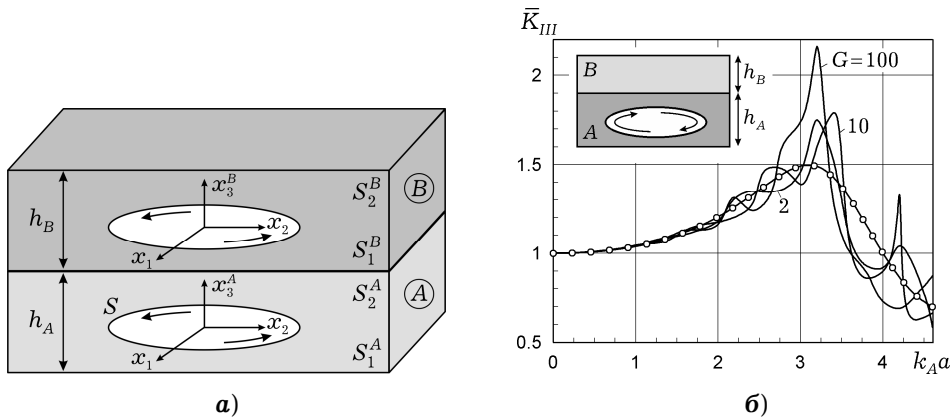 h_B
x_3^B
S_2^B
B
x_2
x_1
S_1^B
h_A
S
x_3^A
S_2^A
A
x_2
x_1
S_1^A
а)
K̄_III
2
1.5
1
0.5
0 1 2 3 4 k_A a
B
h_B
A
h_A
G=100
10
2
б)